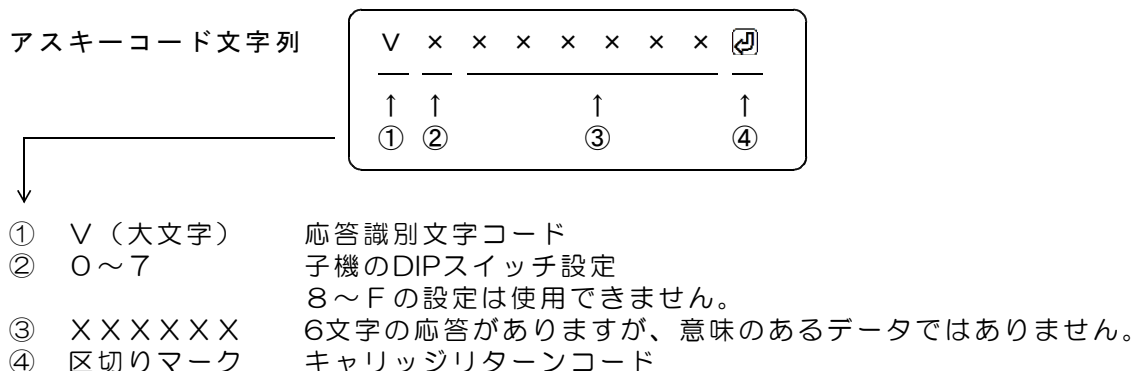 アスキーコード文字列 V × × × × × × × ⏎
↑ ↑ ↑ ↑
① ② ③ ④
① V（大文字） 応答識別文字コード
② 0～7 子機のDIPスイッチ設定
8～Fの設定は使用できません。
③ XXXXXX 6文字の応答がありますが、意味のあるデータではありません。
④ 区切りマーク キャリッジリターンコード